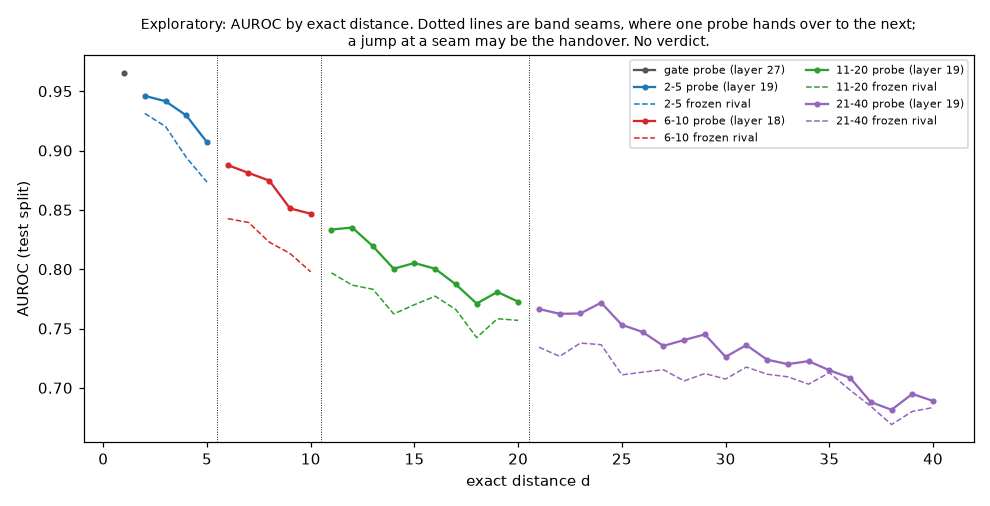 Exploratory: AUROC by exact distance. Dotted lines are band seams, where one probe hands over to the next;
a jump at a seam may be the handover. No verdict.
gate probe (layer 27)
2-5 probe (layer 19)
2-5 frozen rival
6-10 probe (layer 18)
6-10 frozen rival
11-20 probe (layer 19)
11-20 frozen rival
21-40 probe (layer 19)
21-40 frozen rival
AUROC (test split)
0.95
0.90
0.85
0.80
0.75
0.70
0
5
10
15
20
25
30
35
40
exact distance d